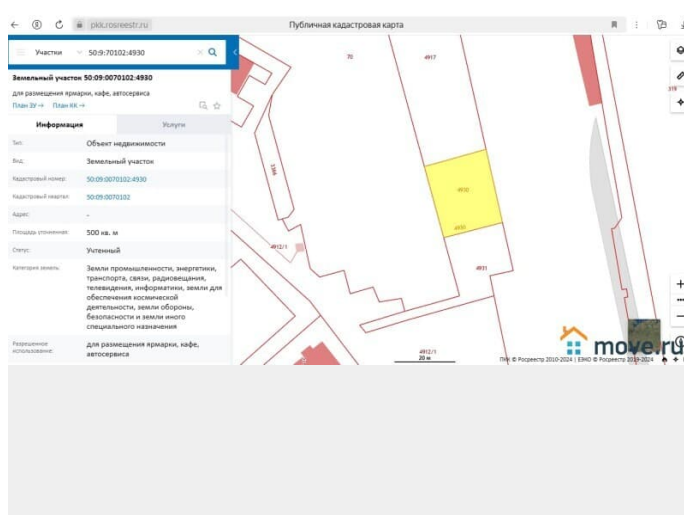 pkk.rosreestr.ru
Публичная кадастровая карта
Участки
50:9:70102:4930
Земельный участок 50:09:0070102:4930
для размещения ярмарки, кафе, автосервиса
План ЗУ → План КК →
Информация
Услуги
Тип:
Объект недвижимости
Вид:
Земельный участок
Кадастровый номер:
50:09:0070102:4930
Кадастровый квартал:
50:09:0070102
Адрес:
-
Площадь уточненная:
500 кв. м
Статус:
Учтенный
Категория земель:
Земли промышленности, энергетики,
транспорта, связи, радиовещания,
телевидения, информатики, земли для
обеспечения космической
деятельности, земли обороны,
безопасности и земли иного
специального назначения
Разрешенное
использование:
для размещения ярмарки, кафе,
автосервиса
70
4917
319
4930
4930
4931
4912/1
4912/1
20 м
move.ru
ПКК © Росреестр 2010-2024 | ЕЭКО © Росреестр 2019-2024